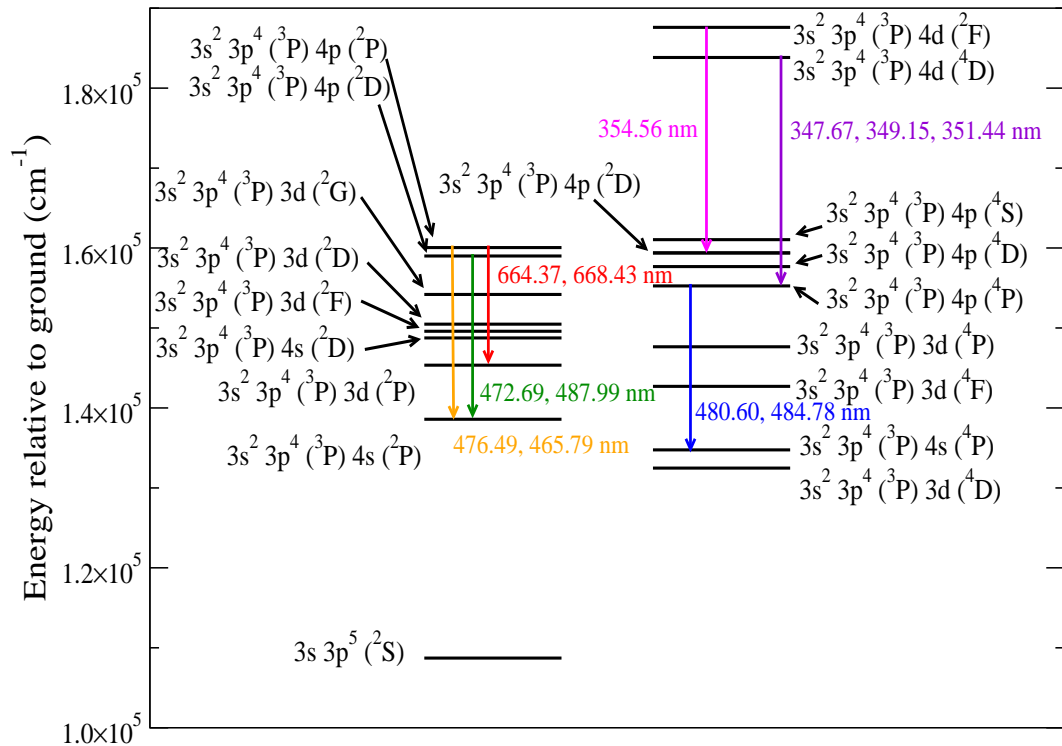 3s² 3p⁴ (³P) 4p (²P)
3s² 3p⁴ (³P) 4p (²D)
3s² 3p⁴ (³P) 3d (²G)
3s² 3p⁴ (³P) 3d (²D)
3s² 3p⁴ (³P) 3d (²F)
3s² 3p⁴ (³P) 4s (²D)
3s² 3p⁴ (³P) 3d (²P)
3s² 3p⁴ (³P) 4s (²P)
3s 3p⁵ (²S)
664.37, 668.43 nm
472.69, 487.99 nm
476.49, 465.79 nm
3s² 3p⁴ (³P) 4d (²F)
3s² 3p⁴ (³P) 4d (⁴D)
354.56 nm
347.67, 349.15, 351.44 nm
3s² 3p⁴ (³P) 4p (²D)
3s² 3p⁴ (³P) 4p (⁴S)
3s² 3p⁴ (³P) 4p (⁴D)
3s² 3p⁴ (³P) 4p (⁴P)
3s² 3p⁴ (³P) 3d (⁴P)
3s² 3p⁴ (³P) 3d (⁴F)
480.60, 484.78 nm
3s² 3p⁴ (³P) 4s (⁴P)
3s² 3p⁴ (³P) 3d (⁴D)
1.8×10⁵
1.6×10⁵
1.4×10⁵
1.2×10⁵
1.0×10⁵
Energy relative to ground (cm⁻¹)